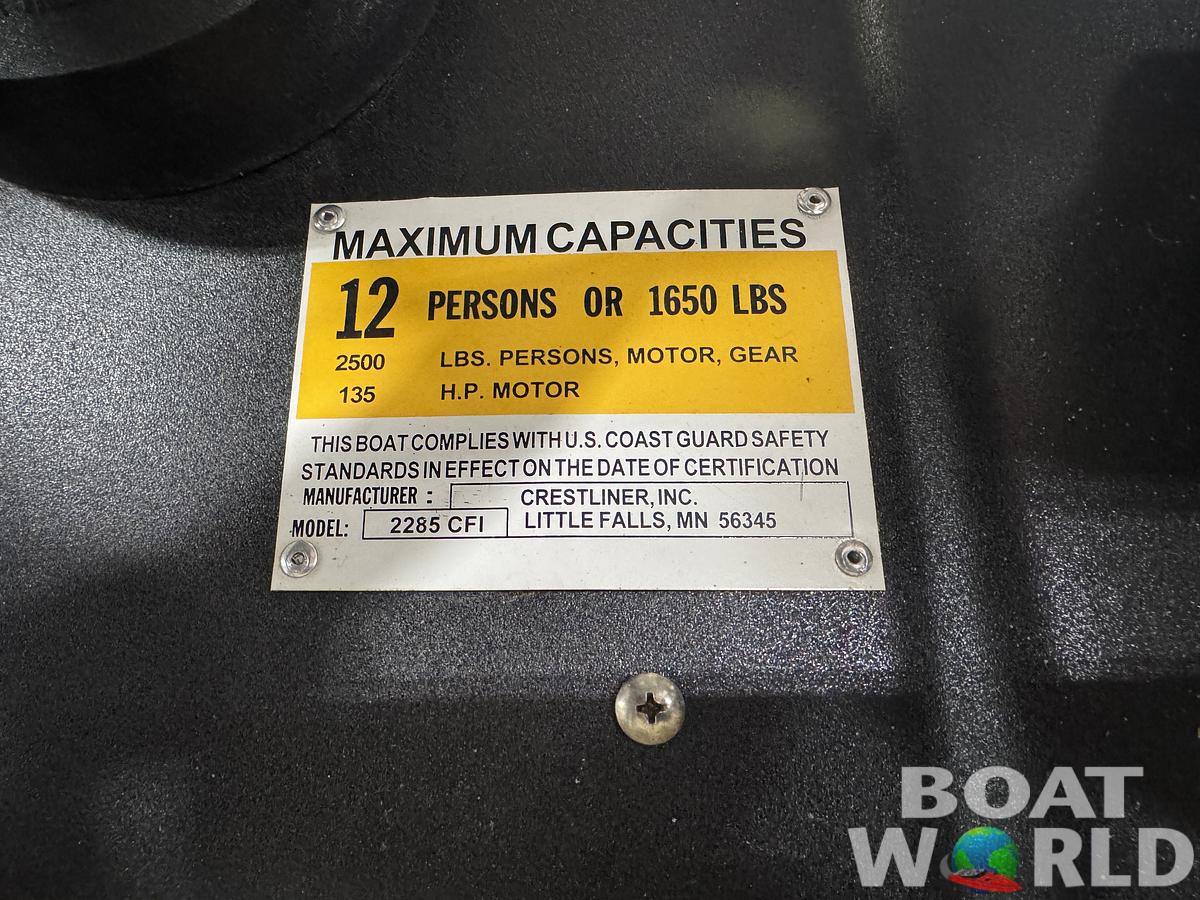 MAXIMUM CAPACITIES
12 PERSONS OR 1650 LBS
2500 LBS. PERSONS, MOTOR, GEAR
135 H.P. MOTOR
THIS BOAT COMPLIES WITH U.S. COAST GUARD SAFETY
STANDARDS IN EFFECT ON THE DATE OF CERTIFICATION
MANUFACTURER : CRESTLINER, INC.
MODEL: 2285 CFI LITTLE FALLS, MN 56345
BOAT
WORLD